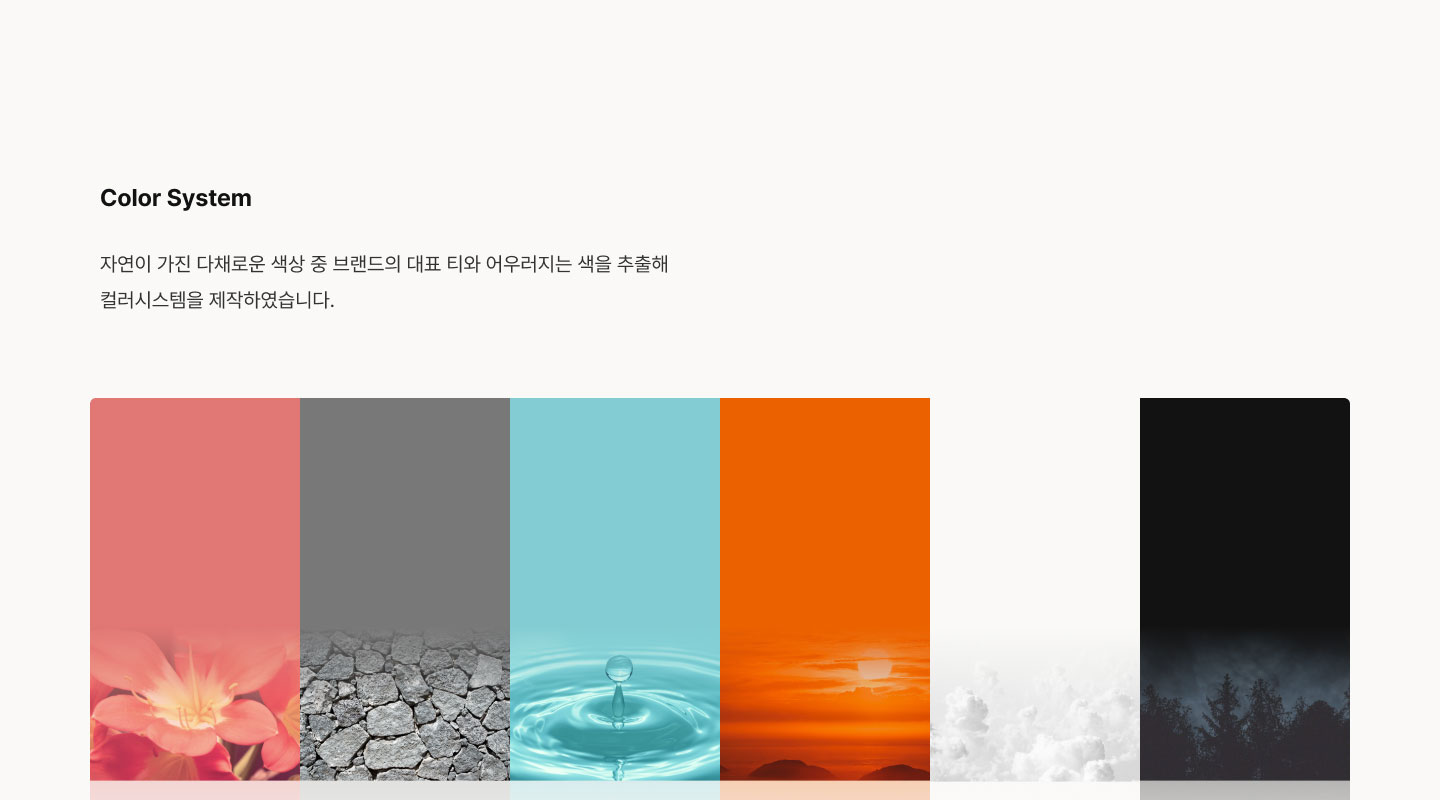 Color System
자연이 가진 다채로운 색상 중 브랜드의 대표 티와 어우러지는 색을 추출해
컬러시스템을 제작하였습니다.